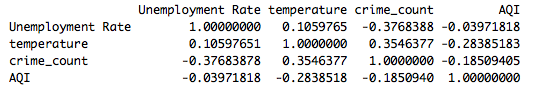 Unemployment Rate temperature crime_count AQI
Unemployment Rate 1.00000000 0.1059765 -0.3768388 -0.03971818
temperature 0.10597651 1.0000000 0.3546377 -0.28385183
crime_count -0.37683878 0.3546377 1.0000000 -0.18509405
AQI -0.03971818 -0.2838518 -0.1850940 1.00000000